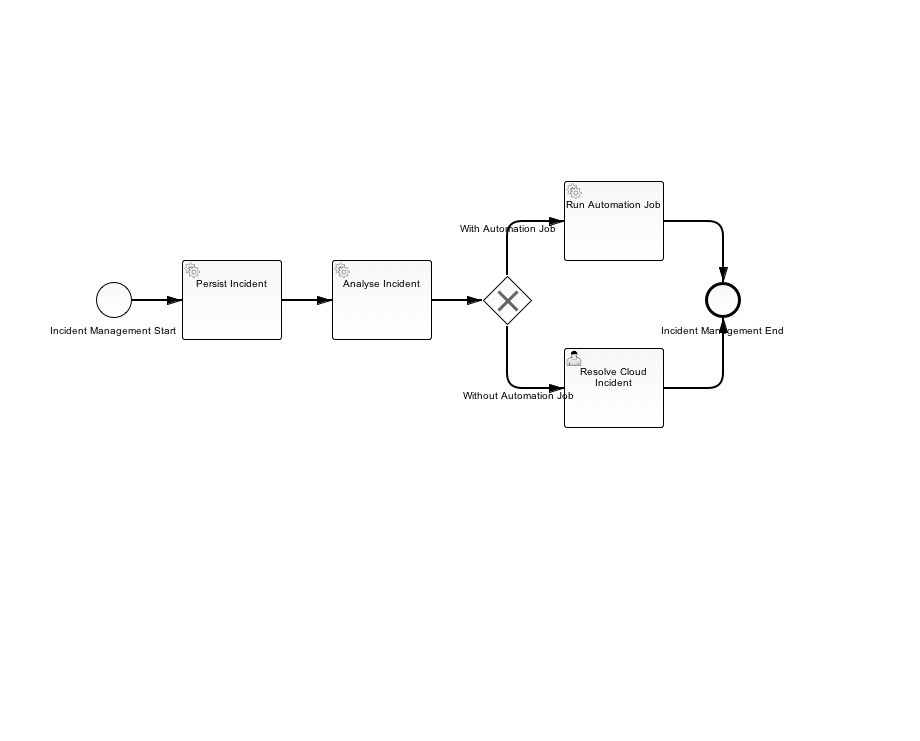 Incident Management Start
Persist Incident
Analyse Incident
With Automation Job
Without Automation Job
Run Automation Job
Resolve Cloud
Incident
Incident Management End